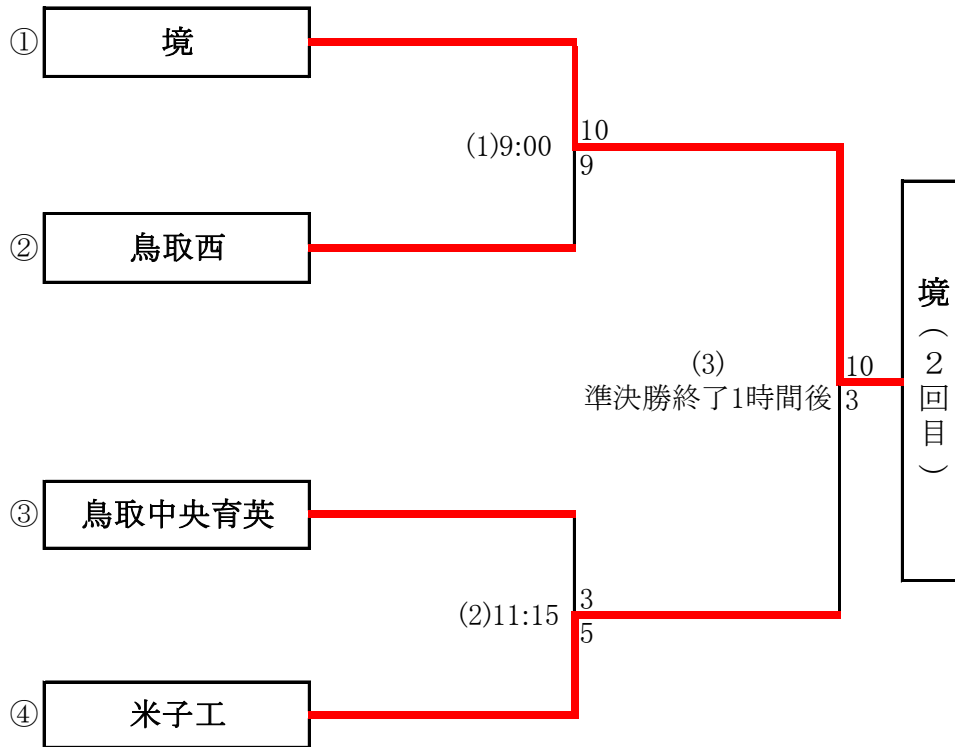 ① 境
10
(1)9:00
9
② 鳥取西
境(2回目)
(3)
10
準決勝終了1時間後
3
③ 鳥取中央育英
3
(2)11:15
5
④ 米子工